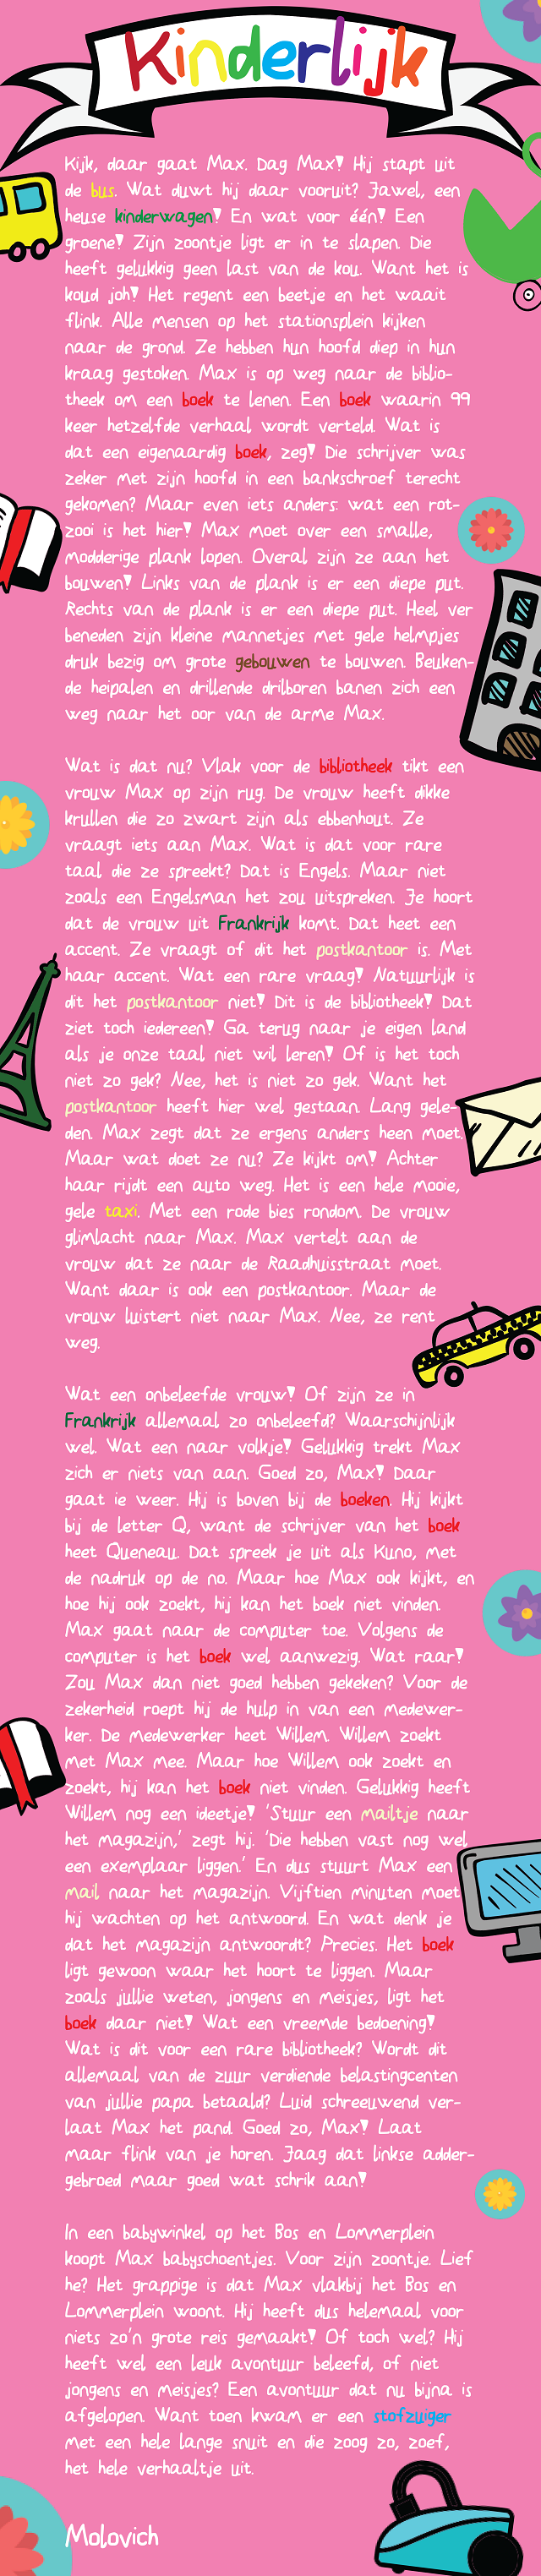 Kinderlijk
Kijk, daar gaat Max. Dag Max! Hij stapt uit
de bus. Wat duwt hij daar vooruit? Jawel, een
heuse kinderwagen! En wat voor één! Een
groene! Zijn zoontje ligt er in te slapen. Die
heeft gelukkig geen last van de kou. Want het is
koud joh! Het regent een beetje en het waait
flink. Alle mensen op het stationsplein kijken
naar de grond. Ze hebben hun hoofd diep in hun
kraag gestoken. Max is op weg naar de biblio-
theek om een boek te lenen. Een boek waarin 99
keer hetzelfde verhaal wordt verteld. Wat is
dat een eigenaardig boek, zeg! Die schrijver was
zeker met zijn hoofd in een bankschroef terecht
gekomen? Maar even iets anders: wat een rot-
zooi is het hier! Max moet over een smalle,
modderige plank lopen. Overal zijn ze aan het
bouwen! Links van de plank is er een diepe put.
Rechts van de plank is er een diepe put. Heel ver
beneden zijn kleine mannetjes met gele helmpjes
druk bezig om grote gebouwen te bouwen. Beuken-
de heipalen en drillende drilboren banen zich een
weg naar het oor van de arme Max.
Wat is dat nu? Vlak voor de bibliotheek tikt een
vrouw Max op zijn rug. De vrouw heeft dikke
krullen die zo zwart zijn als ebbenhout. Ze
vraagt iets aan Max. Wat is dat voor rare
taal die ze spreekt? Dat is Engels. Maar niet
zoals een Engelsman het zou uitspreken. Je hoort
dat de vrouw uit Frankrijk komt. Dat heet een
accent. Ze vraagt of dit het postkantoor is. Met
haar accent. Wat een rare vraag! Natuurlijk is
dit het postkantoor niet! Dit is de bibliotheek! Dat
ziet toch iedereen! Ga terug naar je eigen land
als je onze taal niet wil leren! Of is het toch
niet zo gek? Nee, het is niet zo gek. Want het
postkantoor heeft hier wel gestaan. Lang gele-
den. Max zegt dat ze ergens anders heen moet.
Maar wat doet ze nu? Ze kijkt om! Achter
haar rijdt een auto weg. Het is een hele mooie,
gele taxi. Met een rode bies rondom. De vrouw
glimlacht naar Max. Max vertelt aan de
vrouw dat ze naar de Raadhuisstraat moet.
Want daar is ook een postkantoor. Maar de
vrouw luistert niet naar Max. Nee, ze rent
weg.
Wat een onbeleefde vrouw! Of zijn ze in
Frankrijk allemaal zo onbeleefd? Waarschijnlijk
wel. Wat een naar volkje! Gelukkig trekt Max
zich er niets van aan. Goed zo, Max! Daar
gaat ie weer. Hij is boven bij de boeken. Hij kijkt
bij de letter Q, want de schrijver van het boek
heet Queneau. Dat spreek je uit als Kuno, met
de nadruk op de no. Maar hoe Max ook kijkt, en
hoe hij ook zoekt, hij kan het boek niet vinden.
Max gaat naar de computer toe. Volgens de
computer is het boek wel aanwezig. Wat raar!
Zou Max dan niet goed hebben gekeken? Voor de
zekerheid roept hij de hulp in van een medewer-
ker. De medewerker heet Willem. Willem zoekt
met Max mee. Maar hoe Willem ook zoekt en
zoekt, hij kan het boek niet vinden. Gelukkig heeft
Willem nog een ideetje! 'Stuur een mailtje naar
het magazijn,' zegt hij. 'Die hebben vast nog wel
een exemplaar liggen.' En dus stuurt Max een
mail naar het magazijn. Vijftien minuten moet
hij wachten op het antwoord. En wat denk je
dat het magazijn antwoordt? Precies. Het boek
ligt gewoon waar het hoort te liggen. Maar
zoals jullie weten, jongens en meisjes, ligt het
boek daar niet! Wat een vreemde bedoening!
Wat is dit voor een rare bibliotheek? Wordt dit
allemaal van de zuur verdiende belastingcenten
van jullie papa betaald? Luid schreeuwend ver-
laat Max het pand. Goed zo, Max! Laat
maar flink van je horen. Jaag dat linkse adder-
gebroed maar goed wat schrik aan!
In een babywinkel op het Bos en Lommerplein
koopt Max babyschoentjes. Voor zijn zoontje. Lief
he? Het grappige is dat Max vlakbij het Bos en
Lommerplein woont. Hij heeft dus helemaal voor
niets zo'n grote reis gemaakt! Of toch wel? Hij
heeft wel een leuk avontuur beleefd, of niet
jongens en meisjes? Een avontuur dat nu bijna is
afgelopen. Want toen kwam er een stofzuiger
met een hele lange snuit en die zoog zo, zoef,
het hele verhaaltje uit.
Molovich